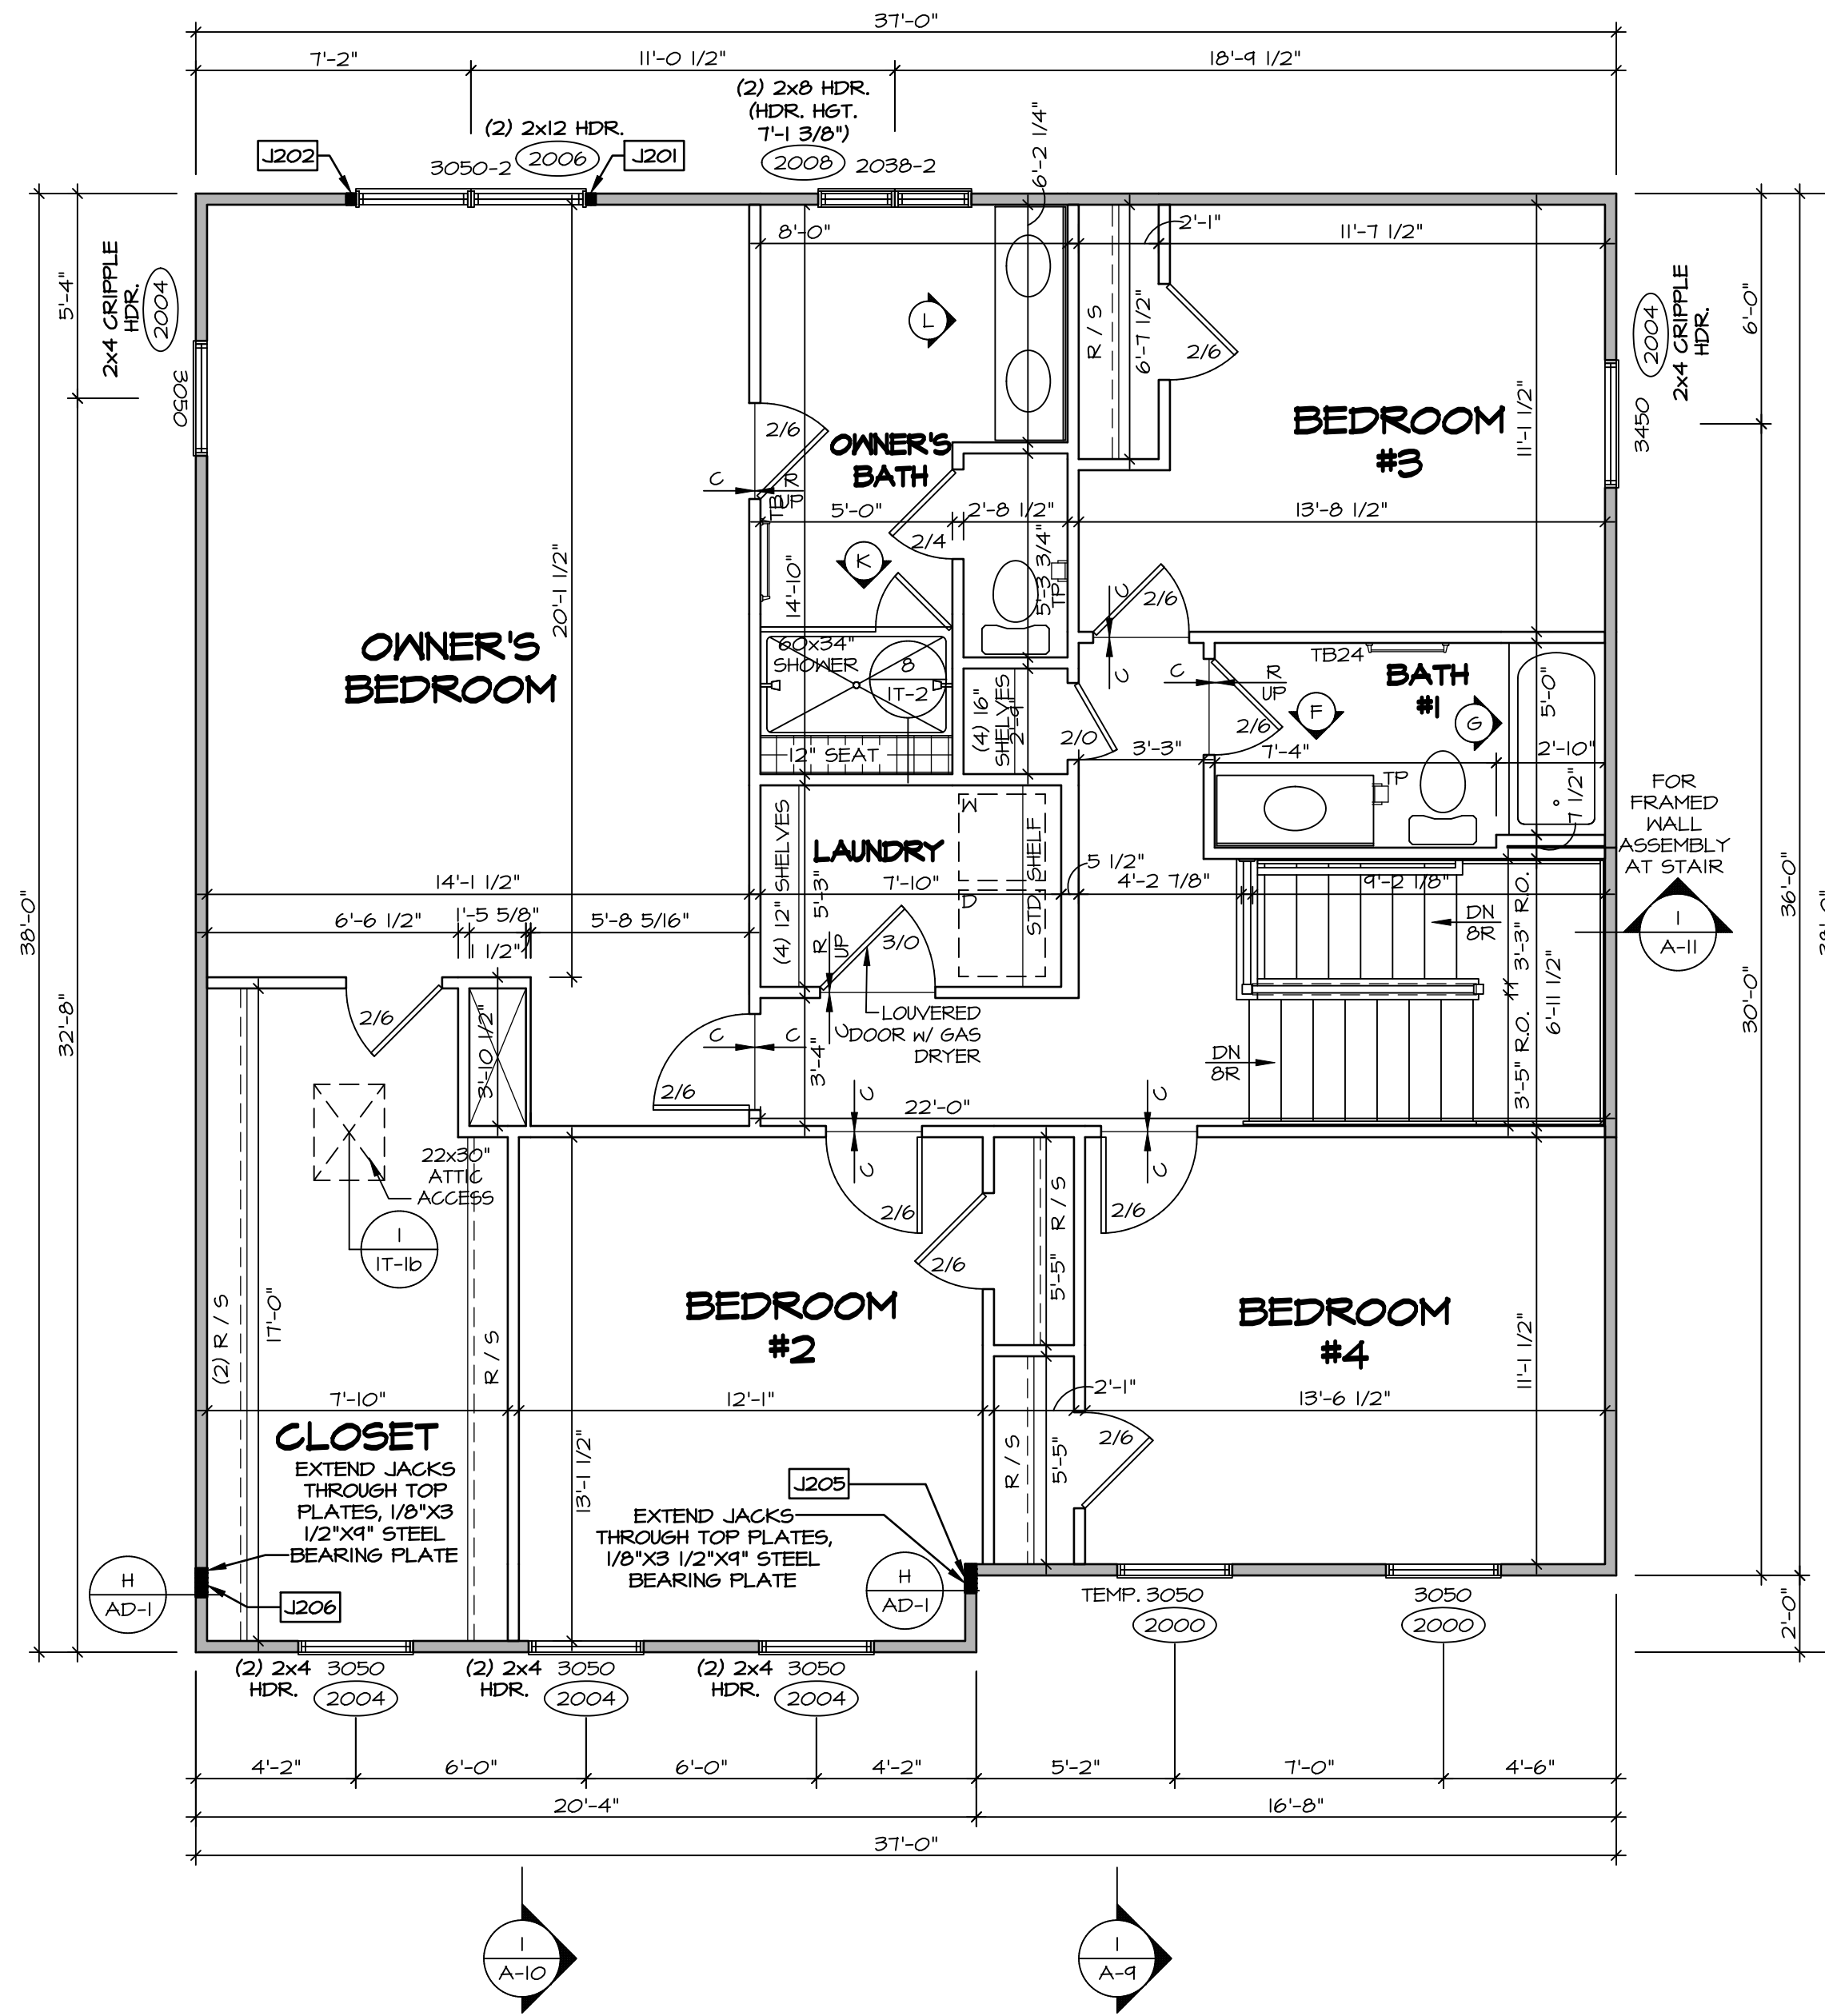 37'-0"
7'-2"
11'-0 1/2"
18'-9 1/2"
(2) 2x8 HDR.
(HDR. HGT.
7'-1 3/8")
(2) 2x12 HDR.
J202
3050-2
2006
J201
2008
2038-2
6'-2 1/4"
5'-4"
2x4 CRIPPLE
HDR.
2004
3050
8'-0"
2'-1"
11'-7 1/2"
L
R / S
6'-7 1/2"
2/6
2004
2x4 CRIPPLE
HDR.
3450
6'-0"
2/6
OWNER'S
BATH
BEDROOM
#3
11'-1 1/2"
C
R
UP
TB
5'-0"
2'-8 1/2"
13'-8 1/2"
2/4
20'-1 1/2"
K
14'-10"
5'-3 3/4"
TP
C
2/6
OWNER'S
BEDROOM
60x34"
SHOWER
8
IT-2
12" SEAT
(4) 16"
SHELVES
2'-9"
2/0
C
C
R
UP
2/6
TB24
BATH
#1
F
G
5'-0"
3'-3"
7'-4"
2'-10"
TP
7 1/2"
FOR
FRAMED
WALL
ASSEMBLY
AT STAIR
1
A-11
LAUNDRY
(4) 12" SHELVES
W
D
STD. SHELF
5 1/2"
14'-1 1/2"
7'-10"
4'-2 7/8"
9'-2 1/8"
5'-3"
6'-6 1/2"
1'-5 5/8"
1 1/2"
5'-8 5/16"
R
UP
3/0
DN
8R
3'-3" R.O.
6'-11 1/2"
38'-0"
32'-8"
36'-0"
30'-0"
2/6
3'-10 1/2"
C
C
C
LOUVERED
DOOR W/ GAS
DRYER
3'-4"
2/6
DN
8R
3'-5" R.O.
22'-0"
C
C
C
C
22x30"
ATTIC
ACCESS
1
IT-1b
2/6
2/6
2/6
R / S
5'-5"
(2) R / S
17'-0"
R / S
BEDROOM
#2
BEDROOM
#4
11'-1 1/2"
7'-10"
12'-1"
2'-1"
13'-6 1/2"
CLOSET
EXTEND JACKS
THROUGH TOP
PLATES, 1/8"X3
1/2"X9" STEEL
BEARING PLATE
13'-1 1/2"
J205
EXTEND JACKS
THROUGH TOP PLATES,
1/8"X3 1/2"X9" STEEL
BEARING PLATE
R / S
5'-5"
2/6
H
AD-1
J206
H
AD-1
TEMP. 3050
2000
3050
2000
2'-0"
(2) 2x4
HDR.
3050
2004
(2) 2x4
HDR.
3050
2004
(2) 2x4
HDR.
3050
2004
4'-2"
6'-0"
6'-0"
4'-2"
5'-2"
7'-0"
4'-6"
20'-4"
16'-8"
37'-0"
1
A-10
1
A-9